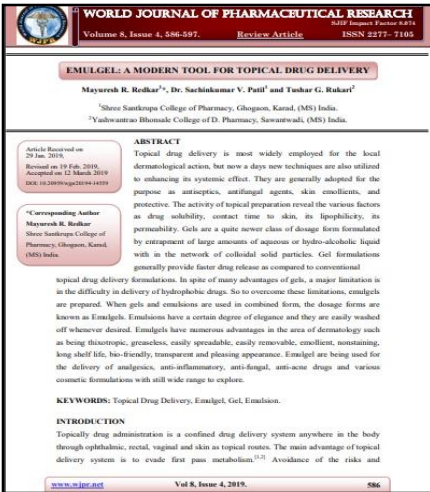 WORLD JOURNAL OF PHARMACEUTICAL RESEARCH
SJIF Impact Factor 8.074
Volume 8, Issue 4, 586-597.
Review Article
ISSN 2277– 7105
EMULGEL: A MODERN TOOL FOR TOPICAL DRUG DELIVERY
Mayuresh R. Redkar¹*, Dr. Sachinkumar V. Patil¹ and Tushar G. Rukari²
¹Shree Santkrupa College of Pharmacy, Ghogaon, Karad, (MS) India.
²Yashwantrao Bhonsale College of D. Pharmacy, Sawantwadi, (MS) India.
Article Received on
29 Jan. 2019,
Revised on 19 Feb. 2019,
Accepted on 12 March 2019
*Corresponding Author
Mayuresh R. Redkar
Shree Santkrupa College of
Pharmacy, Ghogaon, Karad,
(MS) India.
ABSTRACT
Topical drug delivery is most widely employed for the local
dermatological action, but now a days new techniques are also utilized
to enhancing its systemic effect. They are generally adopted for the
purpose as antiseptics, antifungal agents, skin emollients, and
protective. The activity of topical preparation reveal the various factors
as drug solubility, contact time to skin, its lipophilicity, its
permeability. Gels are a quite newer class of dosage form formulated
by entrapment of large amounts of aqueous or hydro-alcoholic liquid
with in the network of colloidal solid particles. Gel formulations
generally provide faster drug release as compared to conventional
topical drug delivery formulations. In spite of many advantages of gels, a major limitation is
in the difficulty in delivery of hydrophobic drugs. So to overcome these limitations, emulgels
are prepared. When gels and emulsions are used in combined form, the dosage forms are
known as Emulgels. Emulsions have a certain degree of elegance and they are easily washed
off whenever desired. Emulgels have numerous advantages in the area of dermatology such
as being thixotropic, greaseless, easily spreadable, easily removable, emollient, nonstaining,
long shelf life, bio-friendly, transparent and pleasing appearance. Emulgel are being used for
the delivery of analgesics, anti-inflammatory, anti-fungal, anti-acne drugs and various
cosmetic formulations with still wide range to explore.
KEYWORDS: Topical Drug Delivery, Emulgel, Gel, Emulsion.
INTRODUCTION
Topically drug administration is a confined drug delivery system anywhere in the body
through ophthalmic, rectal, vaginal and skin as topical routes. The main advantage of topical
delivery system is to evade first pass metabolism.[1,2] Avoidance of the risks and
www.wjpr.net
Vol 8, Issue 4, 2019.
586